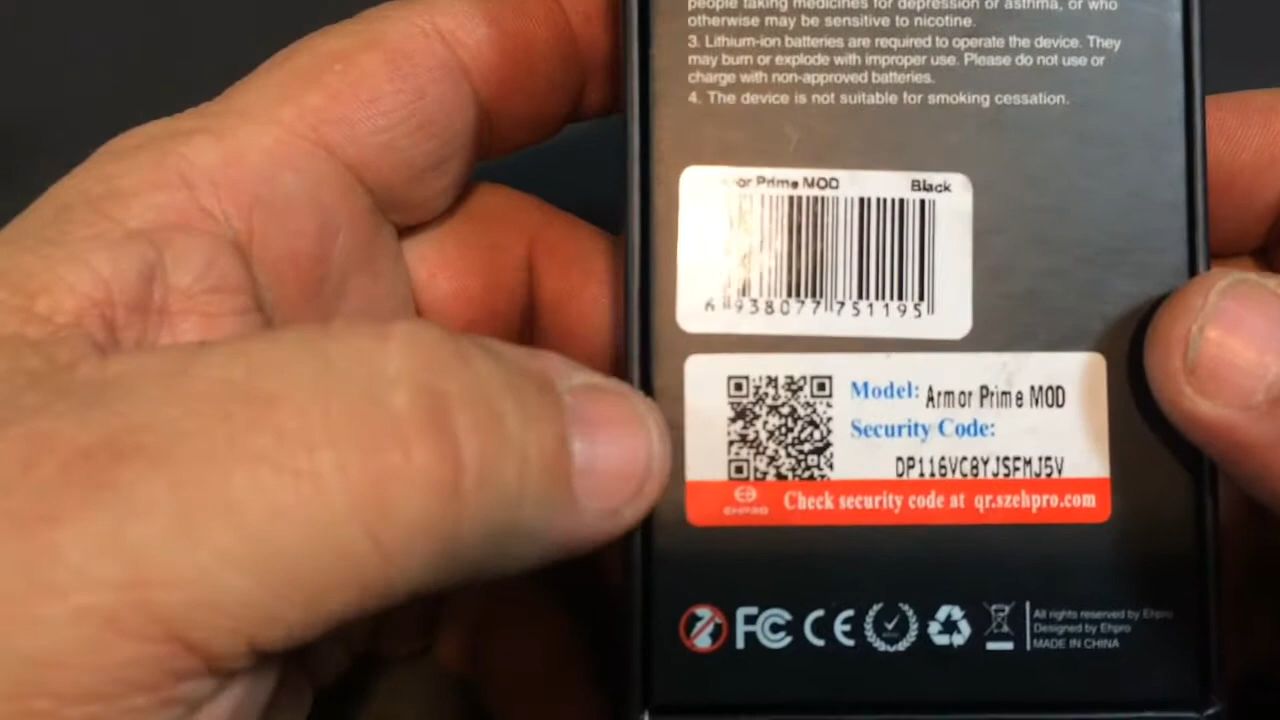 people taking medicines for depression or asthma, or who
otherwise may be sensitive to nicotine.
3. Lithium-ion batteries are required to operate the device. They
may burn or explode with improper use. Please do not use or
charge with non-approved batteries.
4. The device is not suitable for smoking cessation.
Prime MOD Black
6 938077 751195
Model: Armor Prime MOD
Security Code:
DP116VC8YJSFMJ5V
EHPRO Check security code at qr.szehpro.com
FC CE
All rights reserved by Ehpro
Designed by Ehpro
MADE IN CHINA